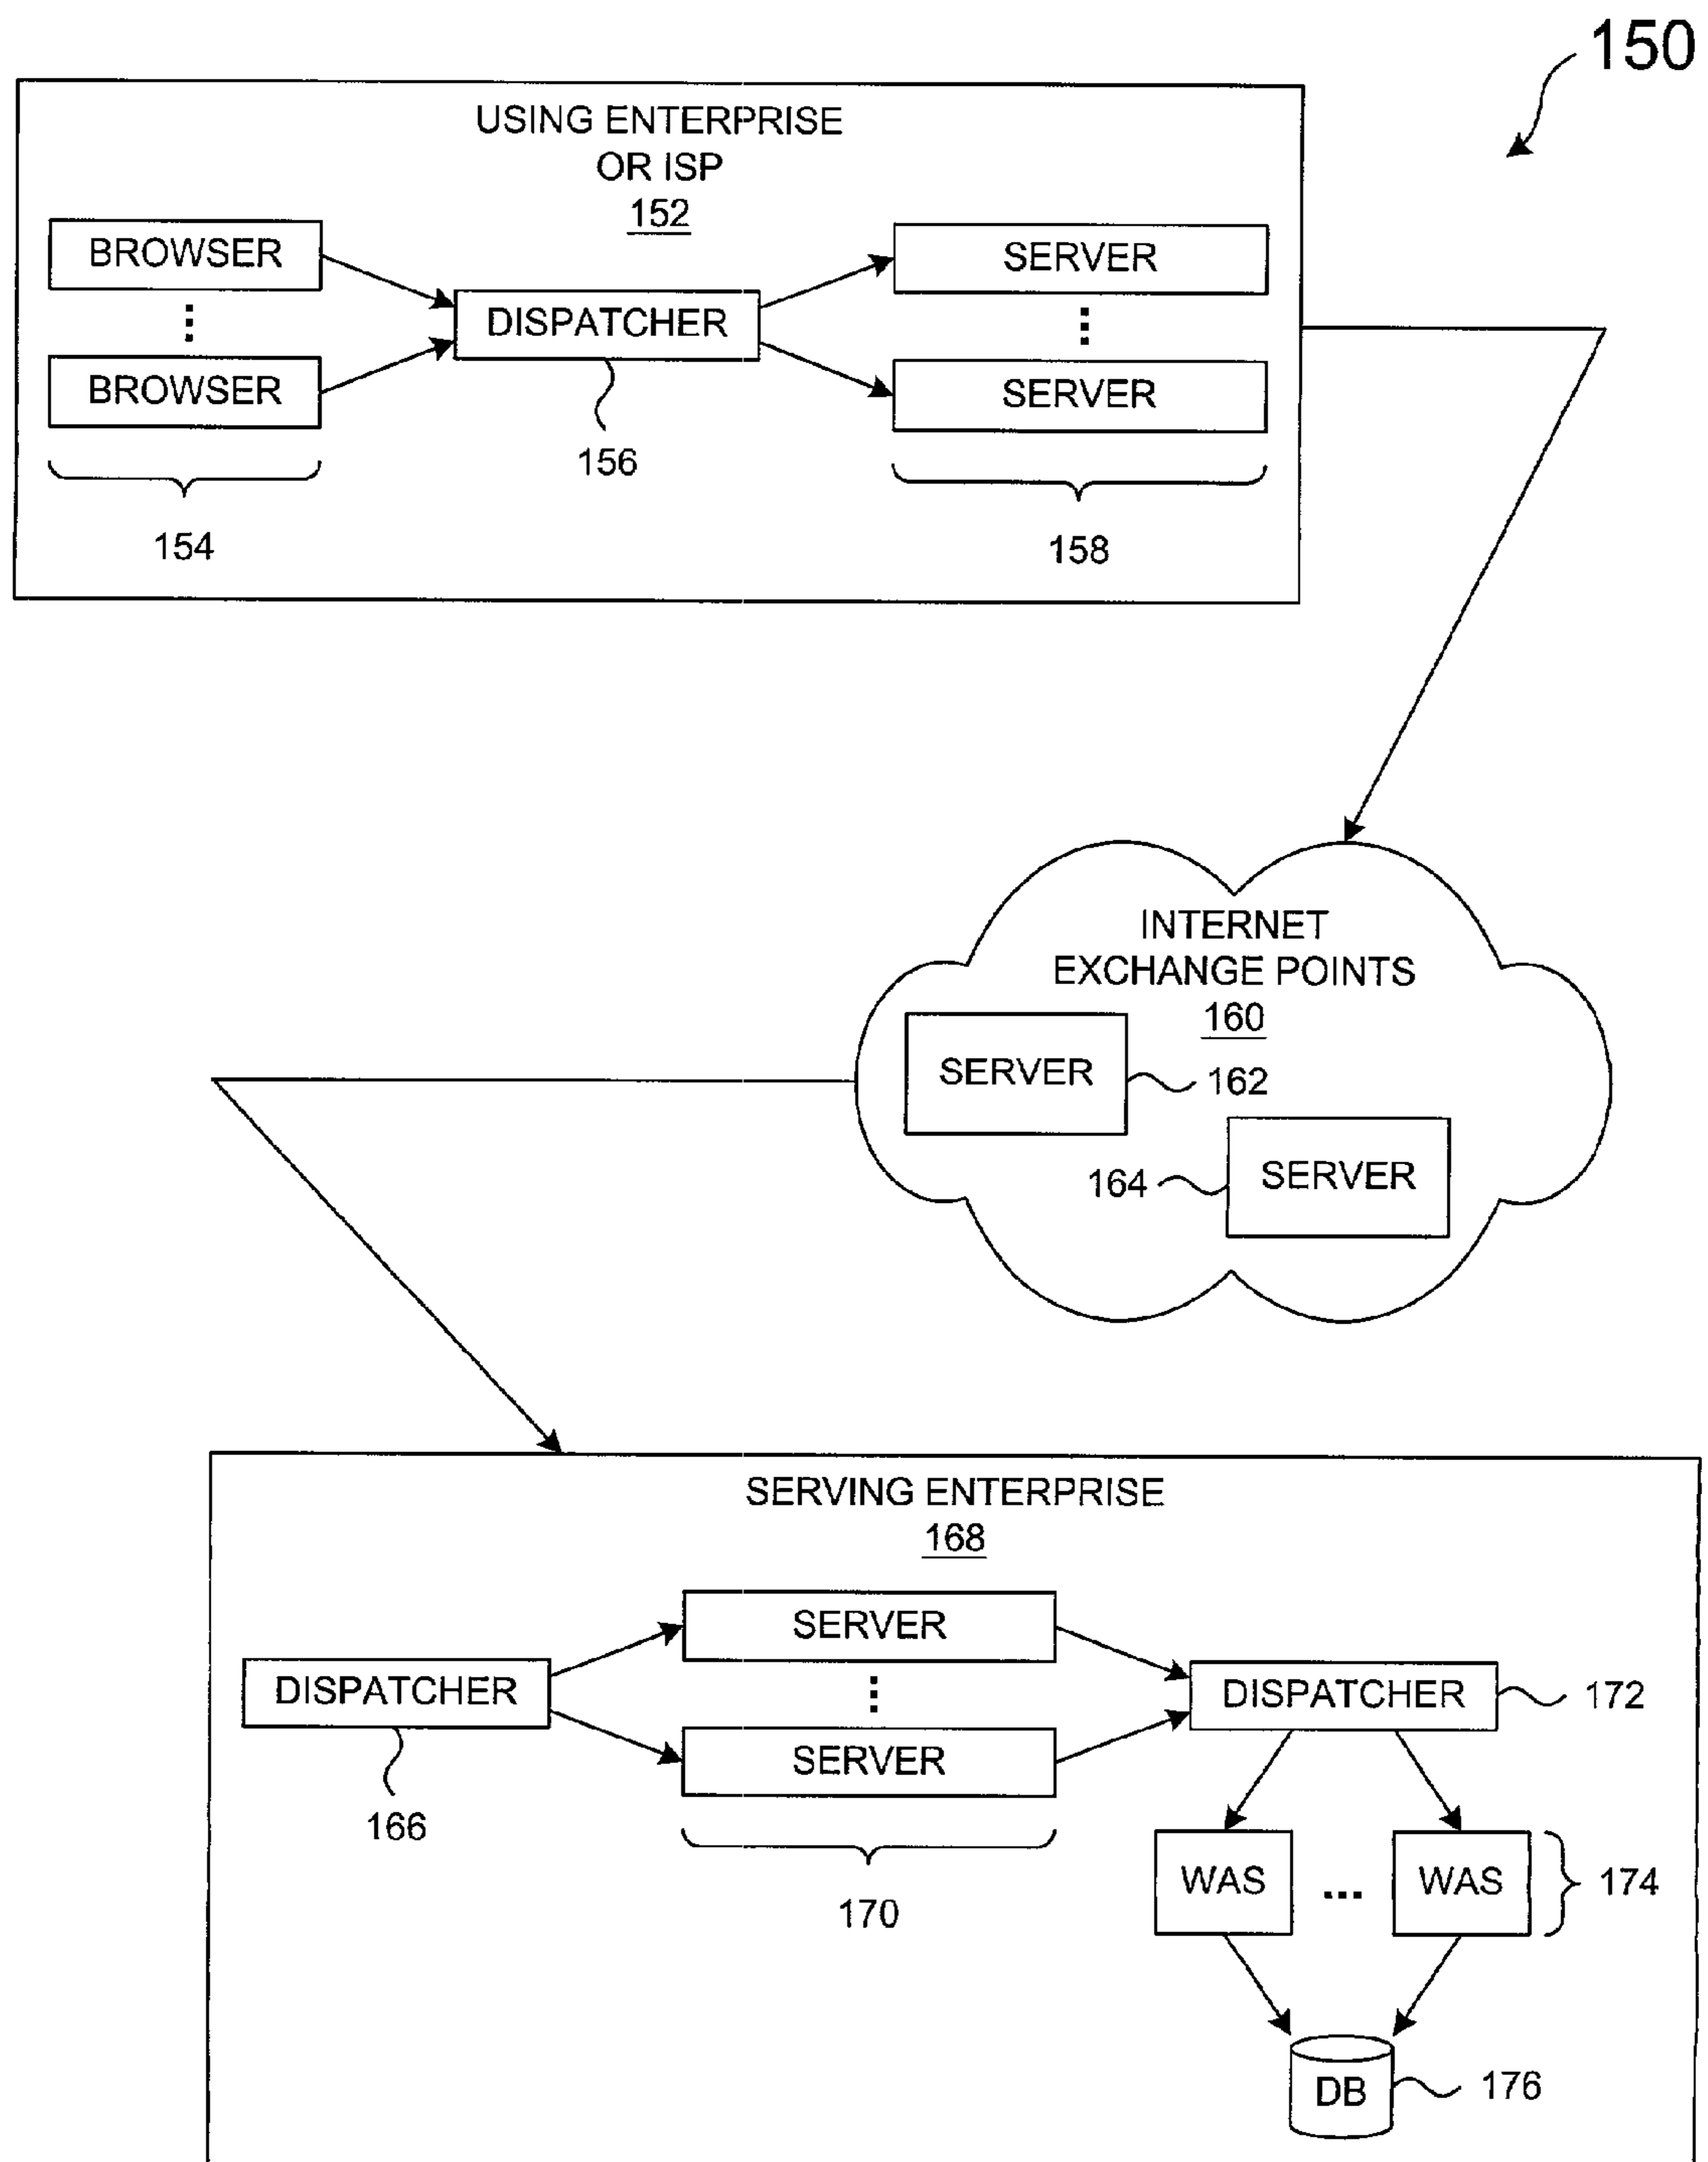 150
USING ENTERPRISE
OR ISP
152
BROWSER
SERVER
DISPATCHER
BROWSER
SERVER
156
154
158
INTERNET
EXCHANGE POINTS
160
SERVER
162
164
SERVER
SERVING ENTERPRISE
168
SERVER
DISPATCHER
DISPATCHER
172
SERVER
166
170
WAS
...
WAS
174
DB
176